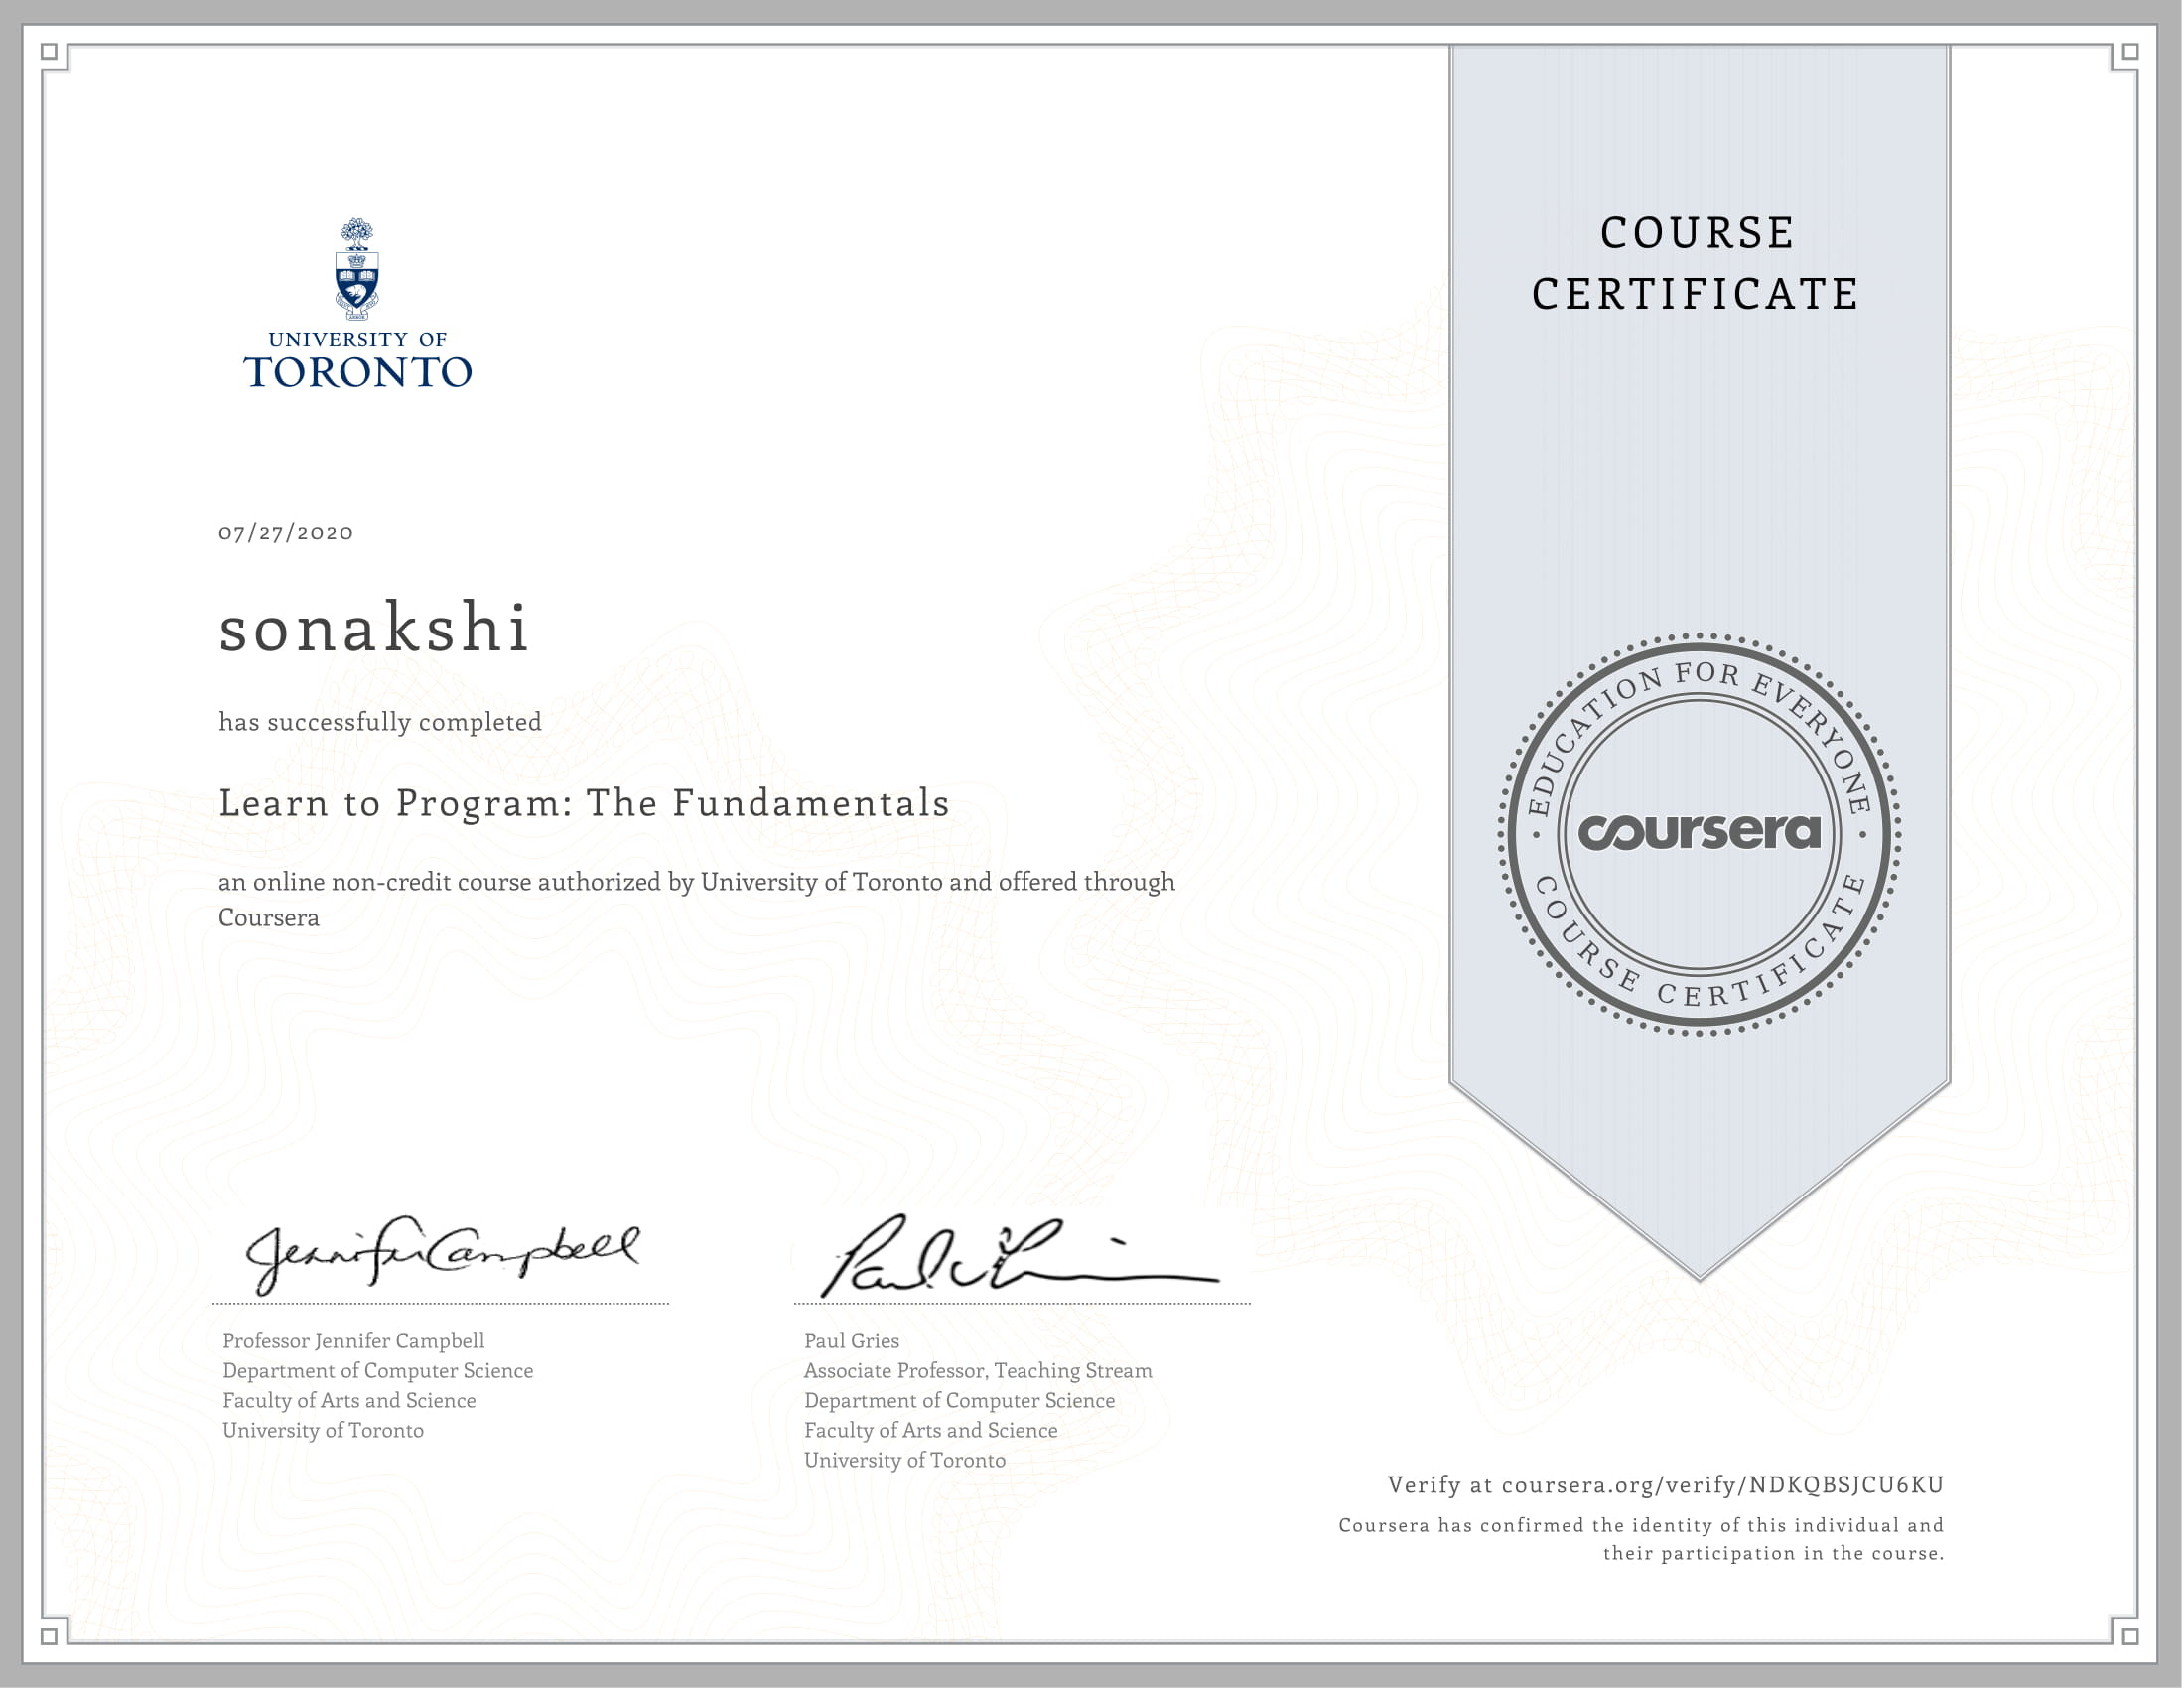 UNIVERSITY OF
TORONTO
COURSE
CERTIFICATE
07/27/2020
sonakshi
has successfully completed
Learn to Program: The Fundamentals
an online non-credit course authorized by University of Toronto and offered through
Coursera
EDUCATION FOR EVERYONE
coursera
COURSE CERTIFICATE
Jennifer Campbell
Professor Jennifer Campbell
Department of Computer Science
Faculty of Arts and Science
University of Toronto
Paul Gries
Associate Professor, Teaching Stream
Department of Computer Science
Faculty of Arts and Science
University of Toronto
Verify at coursera.org/verify/NDKQBSJCU6KU
Coursera has confirmed the identity of this individual and
their participation in the course.